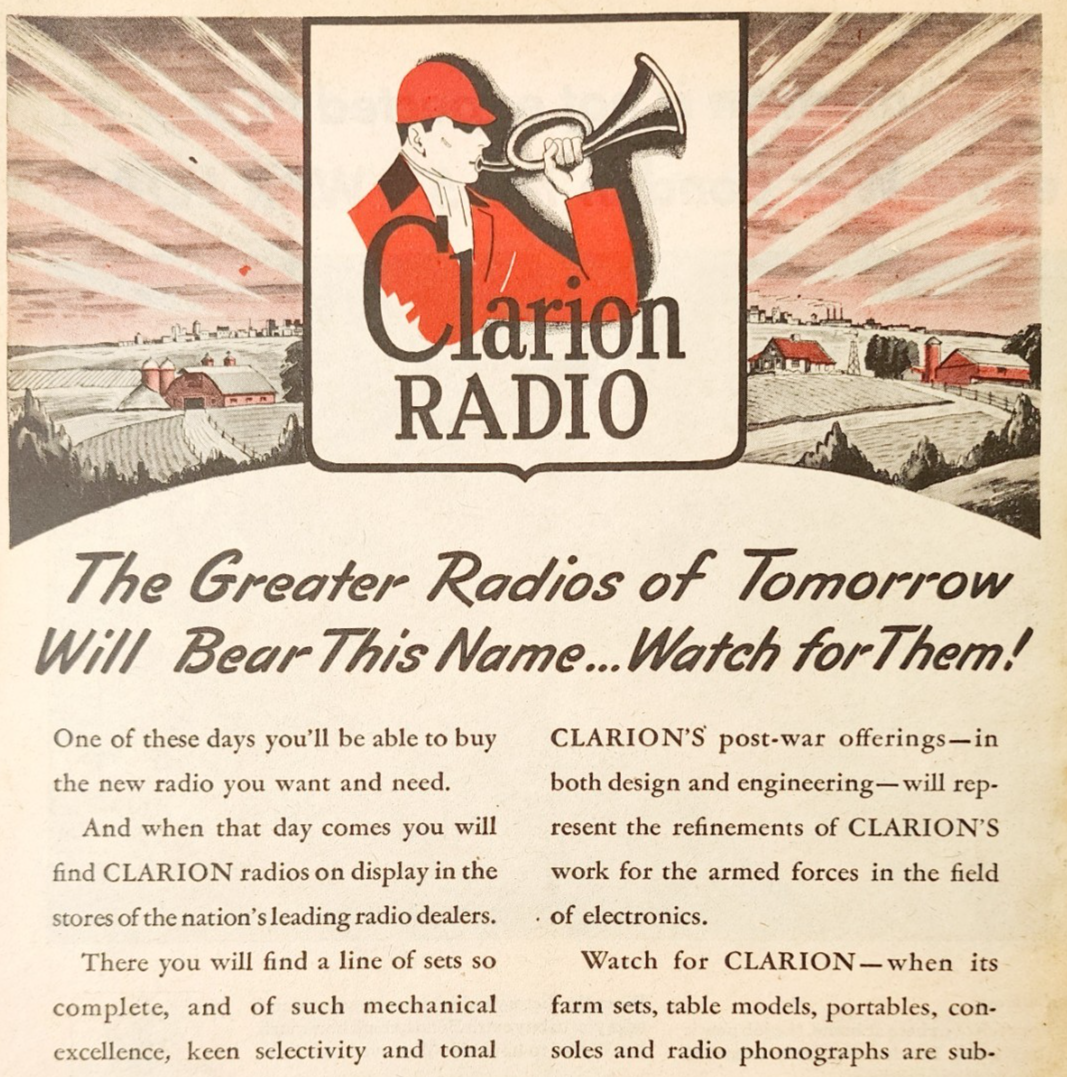 Clarion
RADIO
The Greater Radios of Tomorrow
Will Bear This Name...Watch for Them!
One of these days you'll be able to buy
the new radio you want and need.
And when that day comes you will
find CLARION radios on display in the
stores of the nation's leading radio dealers.
There you will find a line of sets so
complete, and of such mechanical
excellence, keen selectivity and tonal
CLARION'S post-war offerings—in
both design and engineering—will rep-
resent the refinements of CLARION'S
work for the armed forces in the field
of electronics.
Watch for CLARION—when its
farm sets, table models, portables, con-
soles and radio phonographs are sub-